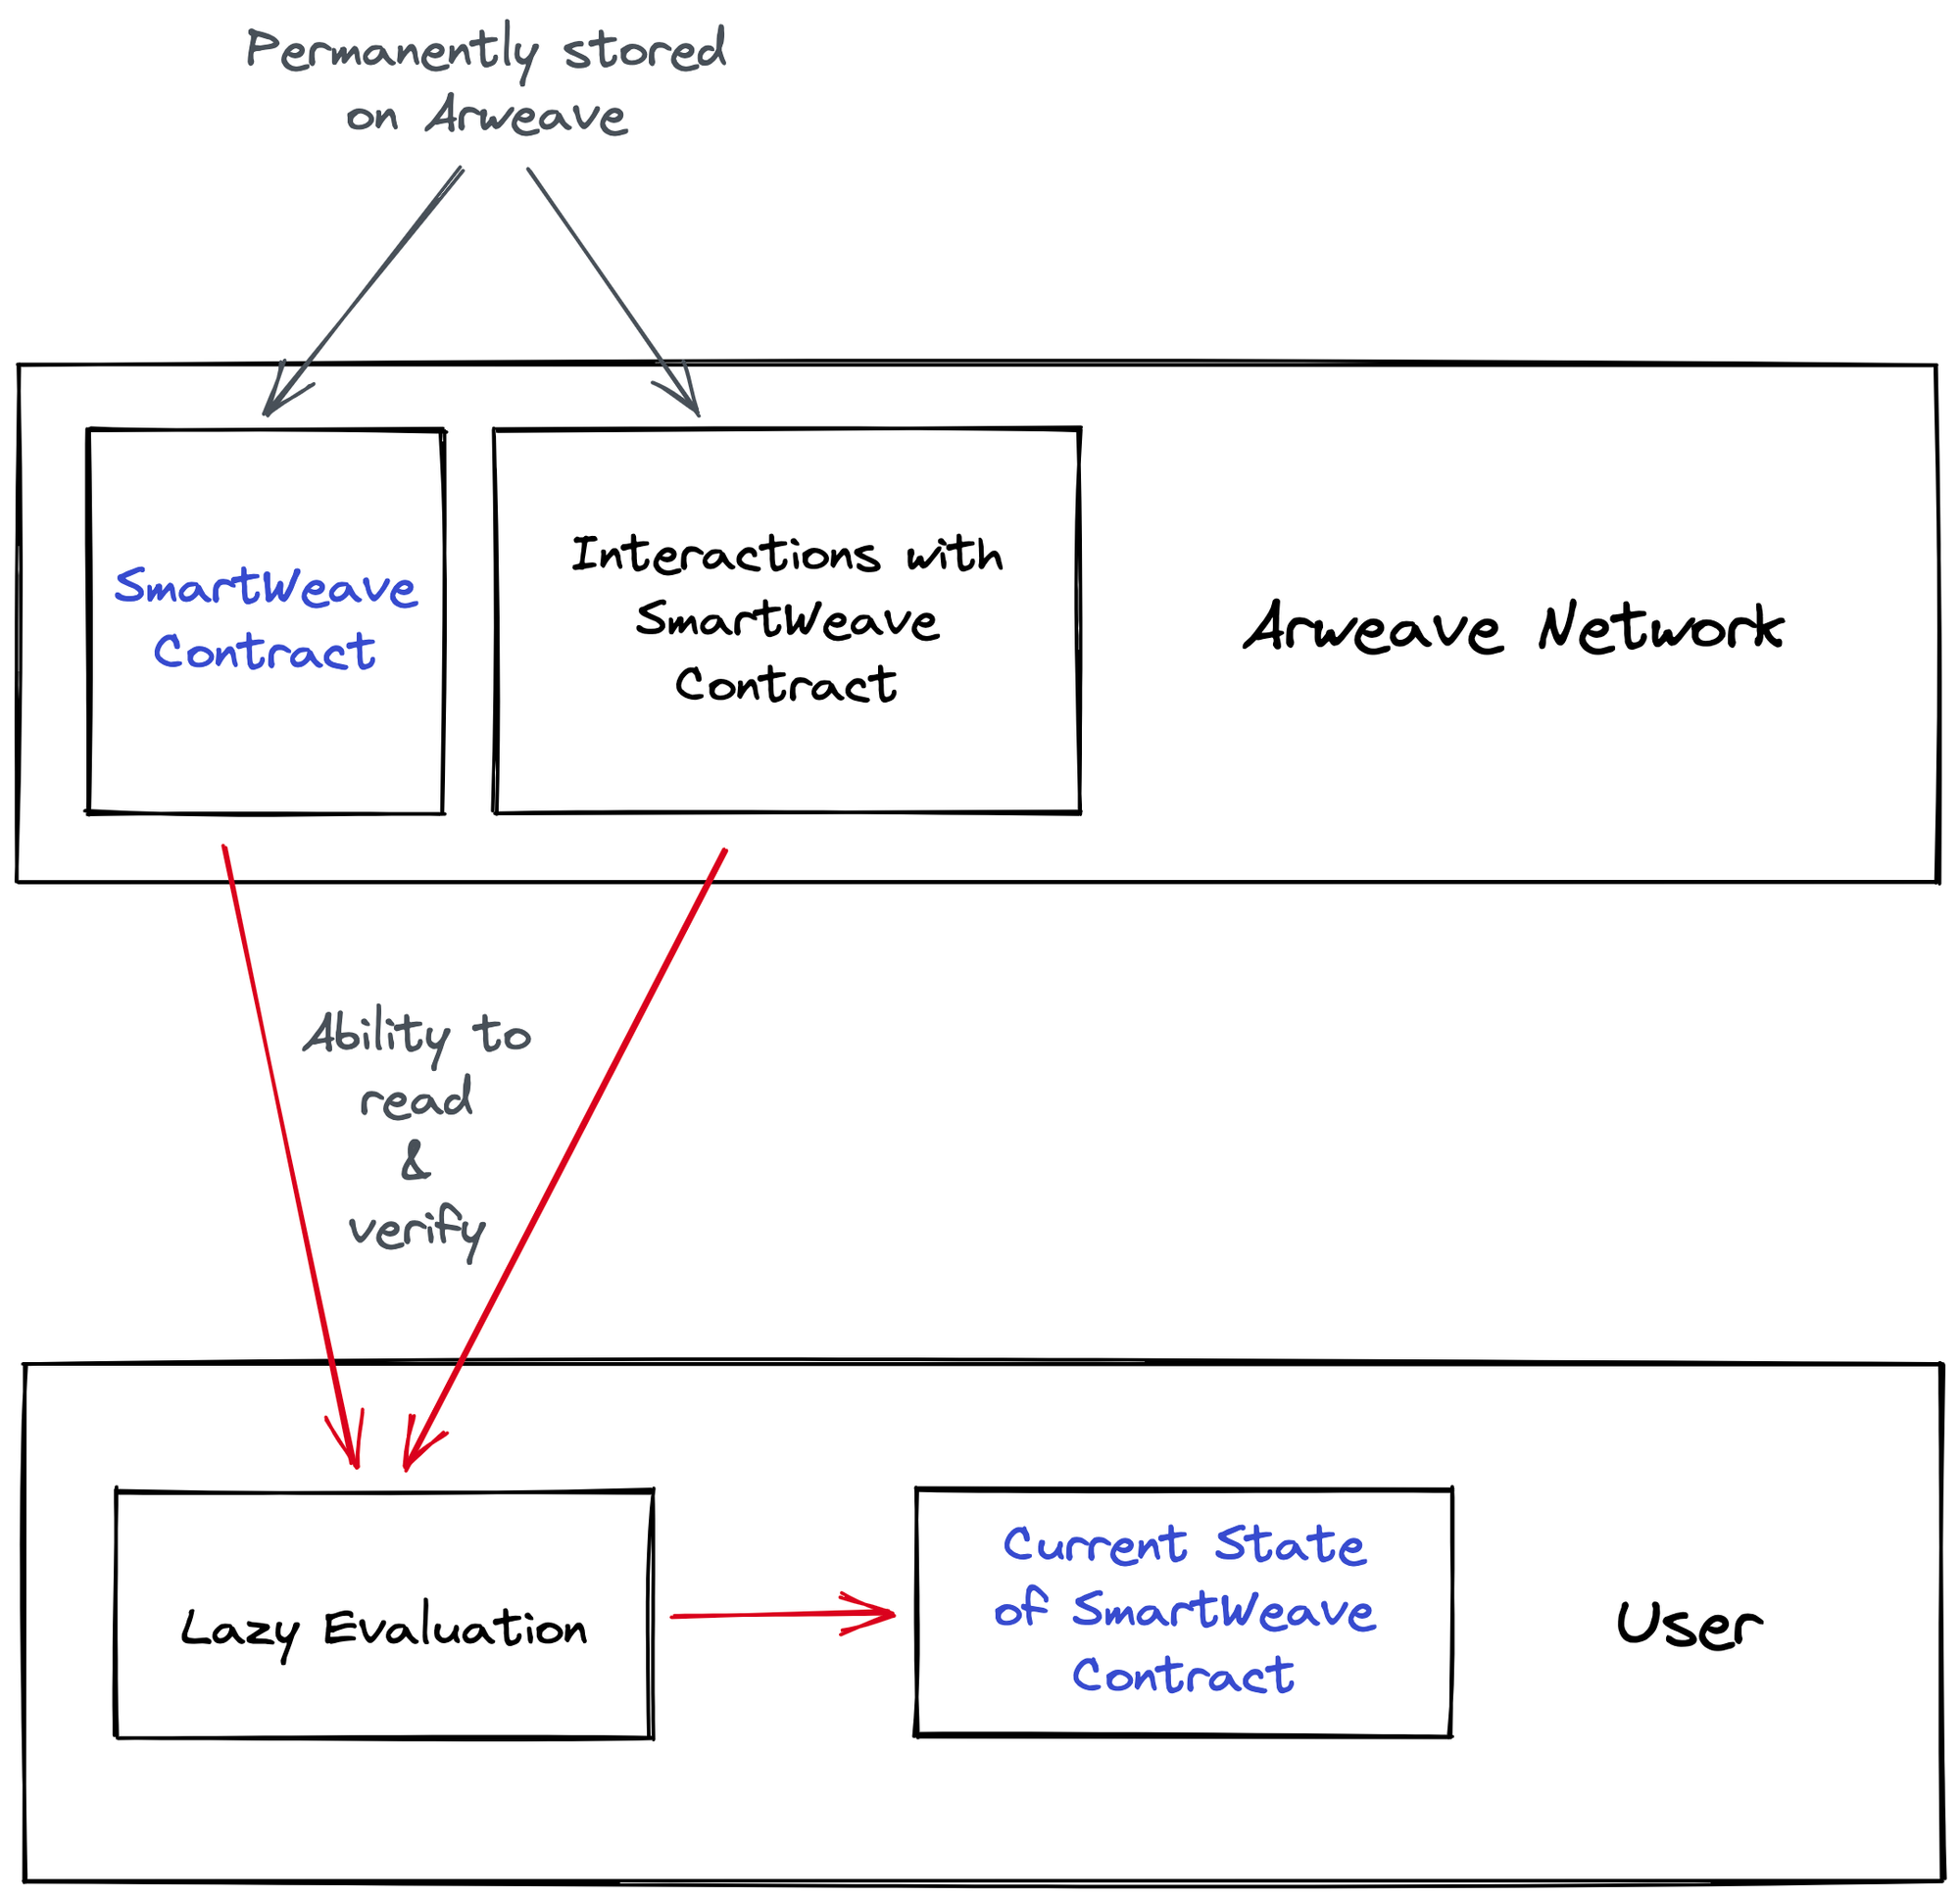 Permanently stored
on Arweave
SmartWeave
Contract
Interactions with
SmartWeave
Contract
Arweave Network
Ability to
read
&
verify
Lazy Evaluation
Current State
of SmartWeave
Contract
User